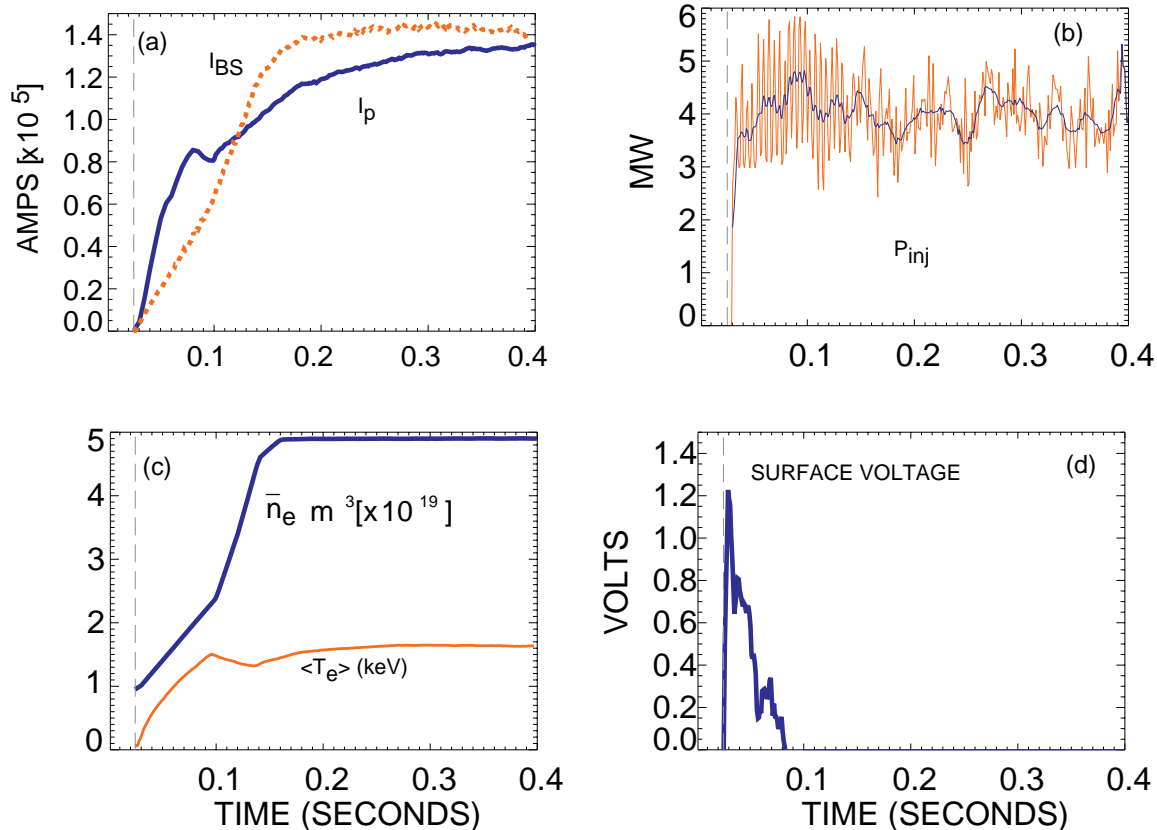 (a)
I_BS
I_p
AMPS [x10^5]
1.4
1.2
1.0
0.8
0.6
0.4
0.2
0.0
0.1 0.2 0.3 0.4
(b)
P_inj
MW
6
5
4
3
2
1
0
0.1 0.2 0.3 0.4
(c)
n̅_e m^3[x10^19]
<T_e> (keV)
5
4
3
2
1
0
0.1 0.2 0.3 0.4
TIME (SECONDS)
(d)
SURFACE VOLTAGE
VOLTS
1.4
1.2
1.0
0.8
0.6
0.4
0.2
0.0
0.1 0.2 0.3 0.4
TIME (SECONDS)